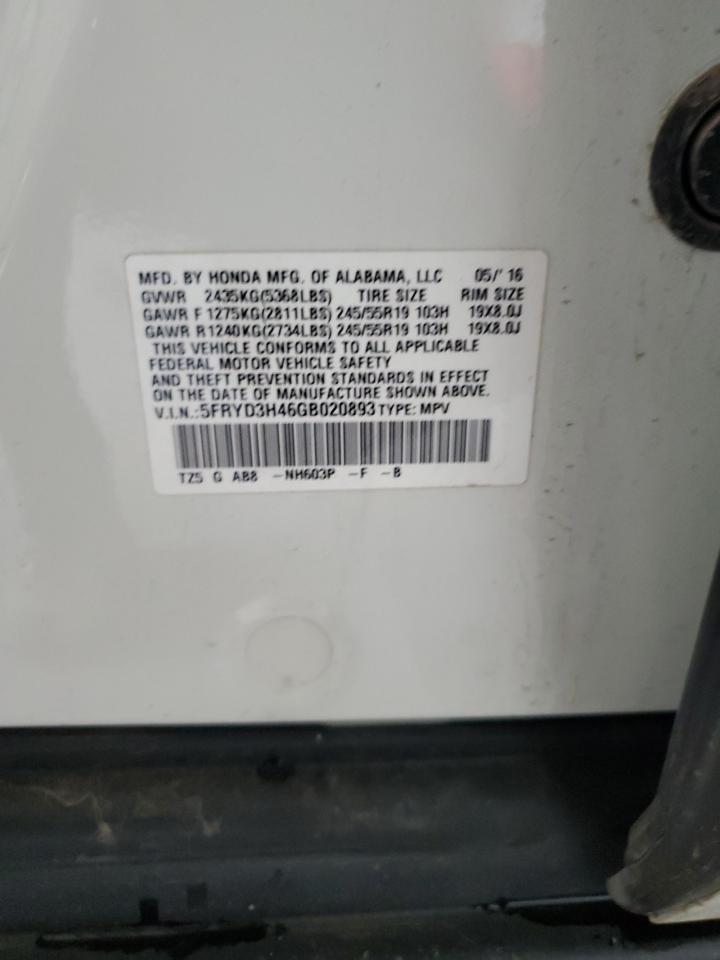 MFD. BY HONDA MFG. OF ALABAMA, LLC 05/'16
GVWR 2435KG(5368LBS) TIRE SIZE RIM SIZE
GAWR F 1275KG(2811LBS) 245/55R19 103H 19X8.0J
GAWR R 1240KG(2734LBS) 245/55R19 103H 19X8.0J
THIS VEHICLE CONFORMS TO ALL APPLICABLE
FEDERAL MOTOR VEHICLE SAFETY
AND THEFT PREVENTION STANDARDS IN EFFECT
ON THE DATE OF MANUFACTURE SHOWN ABOVE.
V.I.N.:5FRYD3H46GB020893 TYPE: MPV
TZ5 G AB8 -NH603P -F -B